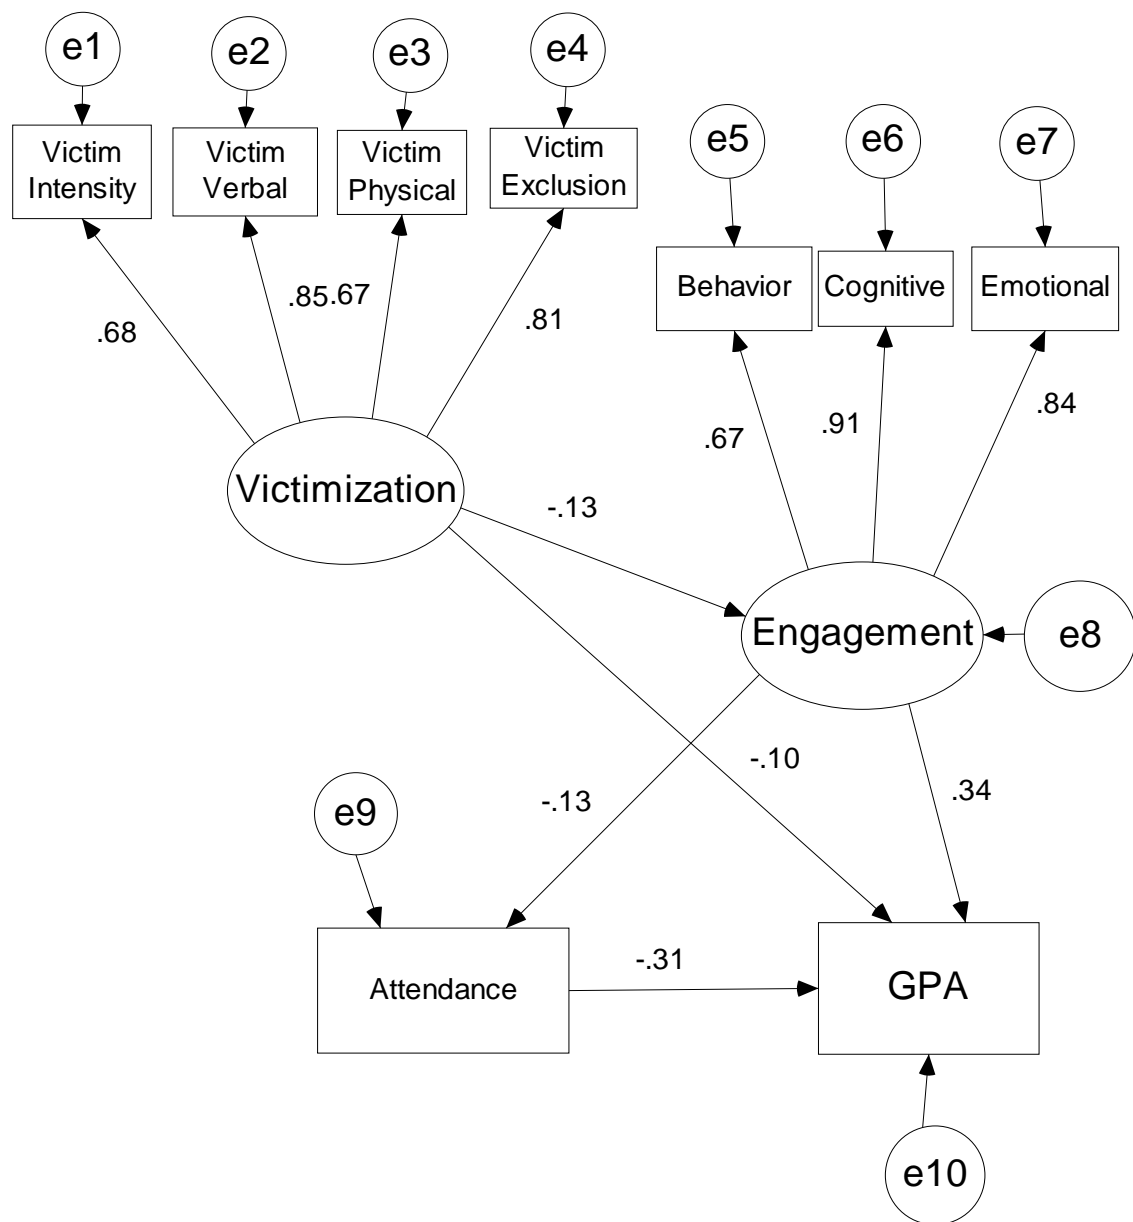 e1
e2
e3
e4
Victim
Intensity
Victim
Verbal
Victim
Physical
Victim
Exclusion
e5
e6
e7
Behavior
Cognitive
Emotional
.68
.85
.67
.81
.67
.91
.84
Victimization
-.13
Engagement
e8
-.10
-.13
.34
e9
Attendance
-.31
GPA
e10